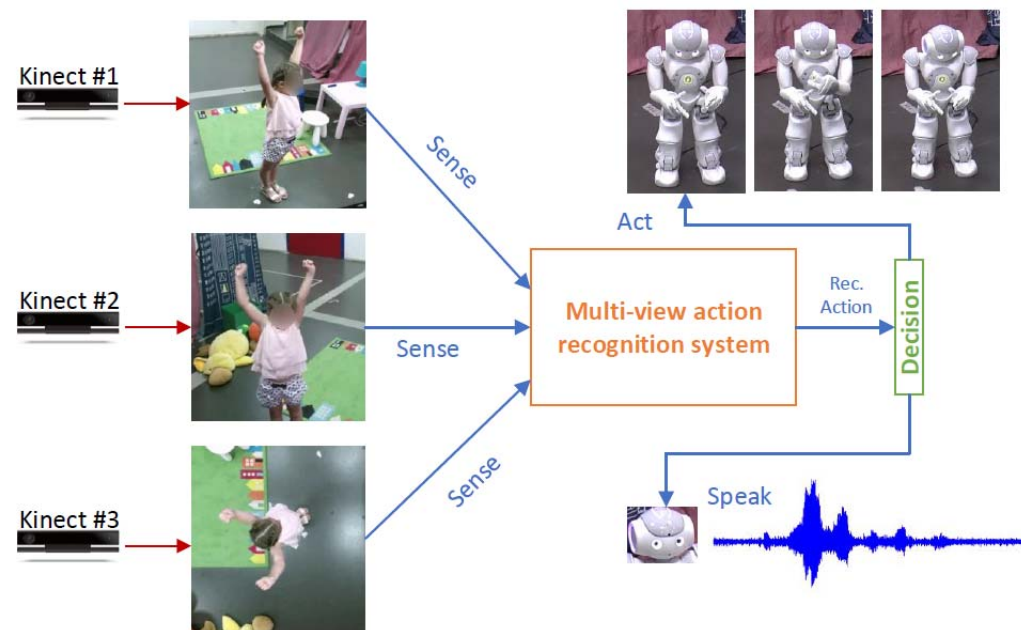 Kinect #1
Sense
Act
Kinect #2
Sense
Multi-view action
recognition system
Rec.
Action
Decision
Kinect #3
Sense
Speak